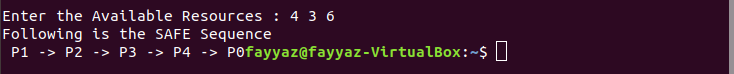 Enter the Available Resources : 4 3 6
Following is the SAFE Sequence
P1 -> P2 -> P3 -> P4 -> P0fayyaz@fayyaz-VirtualBox:~$